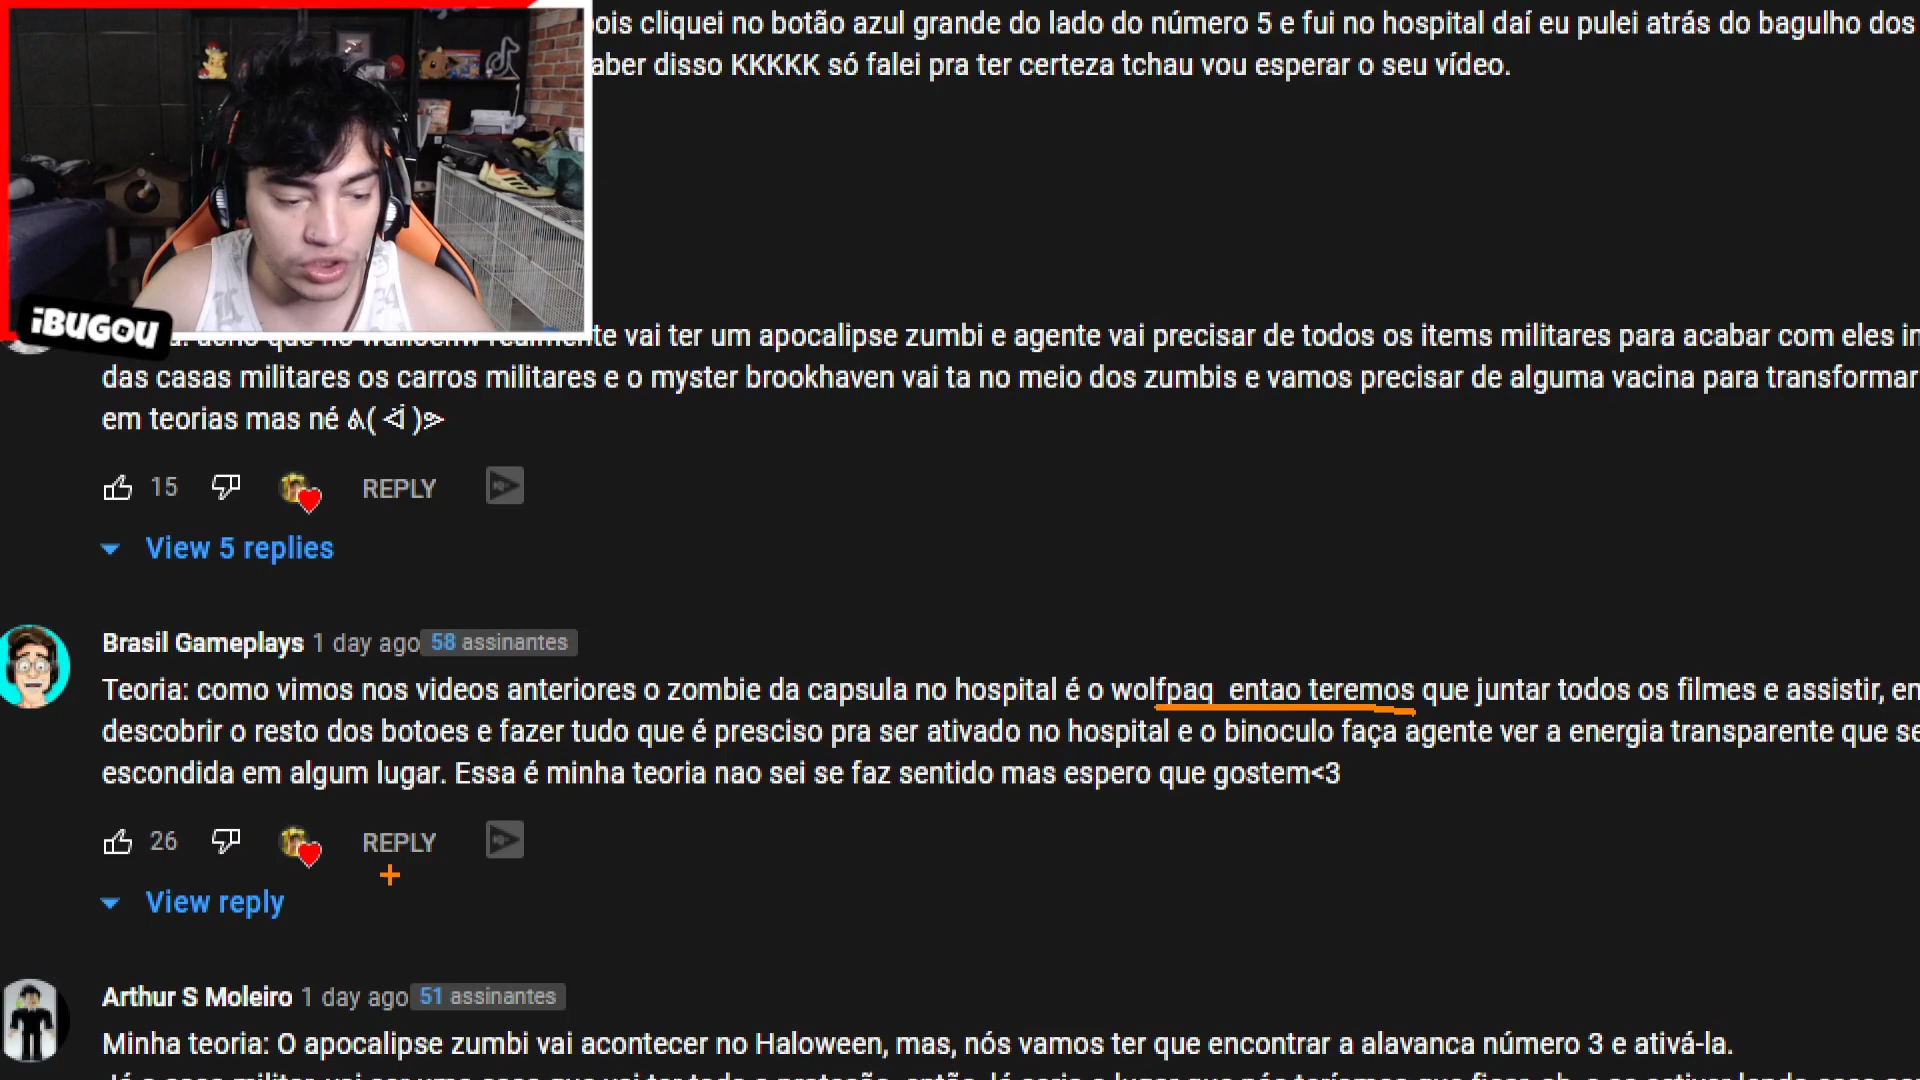 ois cliquei no botão azul grande do lado do número 5 e fui no hospital daí eu pulei atrás do bagulho dos
aber disso KKKKK só falei pra ter certeza tchau vou esperar o seu vídeo.
iBUGOU
vai ter um apocalipse zumbi e agente vai precisar de todos os items militares para acabar com eles
das casas militares os carros militares e o myster brookhaven vai ta no meio dos zumbis e vamos precisar de alguma vacina para transformar
em teorias mas né
15 REPLY
View 5 replies
Brasil Gameplays 1 day ago 58 assinantes
Teoria: como vimos nos videos anteriores o zombie da capsula no hospital é o wolfpaq entao teremos que juntar todos os filmes e assistir,
descobrir o resto dos botoes e fazer tudo que é presciso pra ser ativado no hospital e o binoculo faça agente ver a energia transparente que
escondida em algum lugar. Essa é minha teoria nao sei se faz sentido mas espero que gostem<3
26 REPLY
View reply
Arthur S Moleiro 1 day ago 51 assinantes
Minha teoria: O apocalipse zumbi vai acontecer no Haloween, mas, nós vamos ter que encontrar a alavanca número 3 e ativá-la.